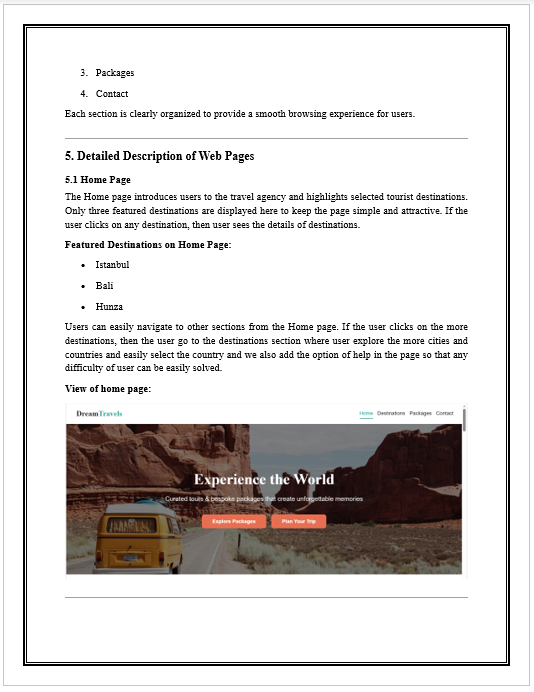 3. Packages
4. Contact
Each section is clearly organized to provide a smooth browsing experience for users.
5. Detailed Description of Web Pages
5.1 Home Page
The Home page introduces users to the travel agency and highlights selected tourist destinations.
Only three featured destinations are displayed here to keep the page simple and attractive. If the
user clicks on any destination, then user sees the details of destinations.
Featured Destinations on Home Page:
• Istanbul
• Bali
• Hunza
Users can easily navigate to other sections from the Home page. If the user clicks on the more
destinations, then the user go to the destinations section where user explore the more cities and
countries and easily select the country and we also add the option of help in the page so that any
difficulty of user can be easily solved.
View of home page:
DreamTravels Home Destinations Packages Contact
Experience the World
Curated tours & bespoke packages that create unforgettable memories
Explore Packages Plan Your Trip